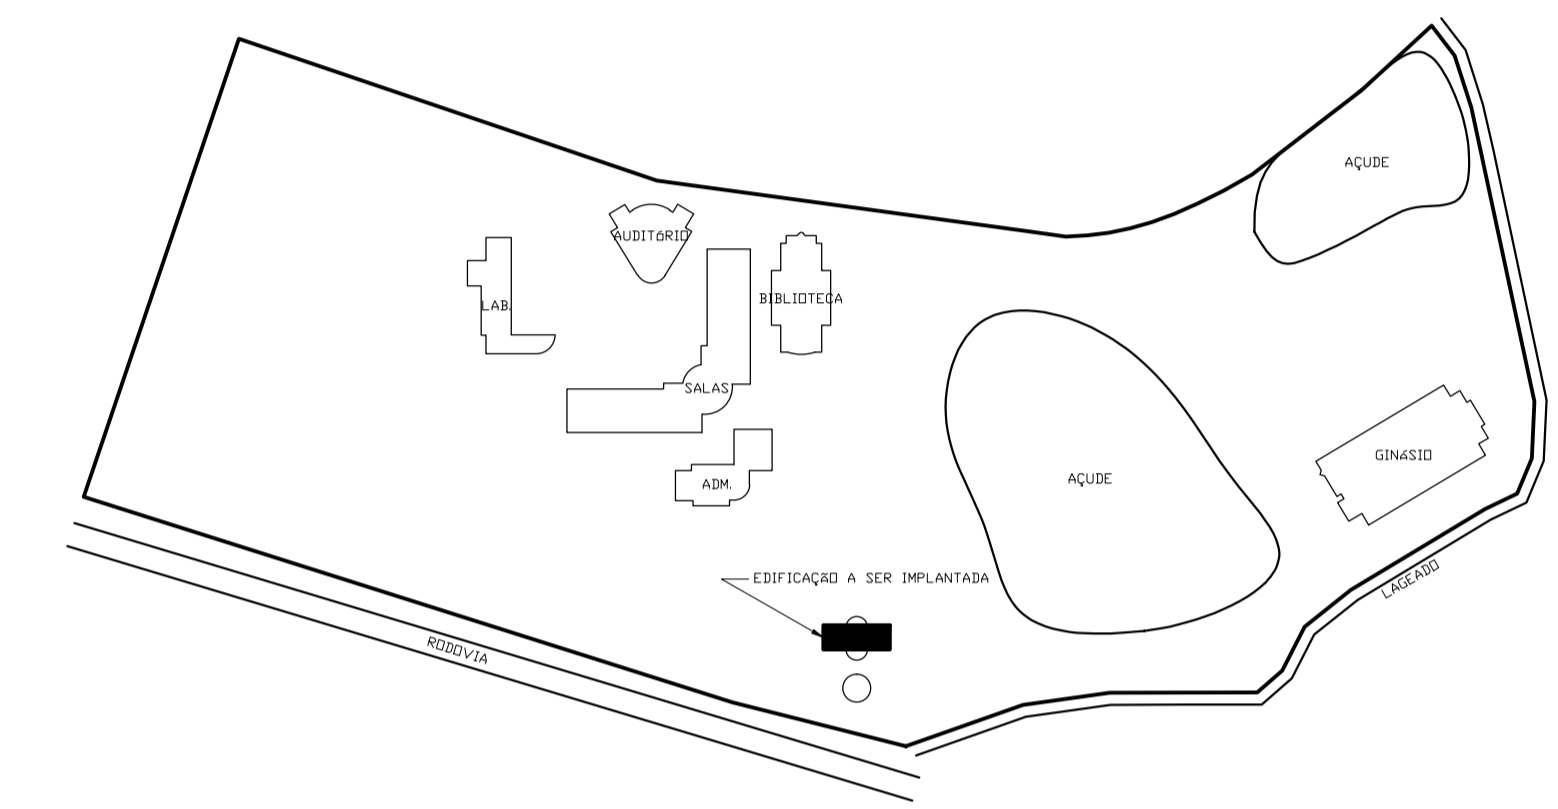 AÇUDE
AUDITóRIO
BIBLIOTECA
LAB.
SALAS
GINáSIO
AÇUDE
ADM.
EDIFICAÇãO A SER IMPLANTADA
LAGEADO
RODOVIA